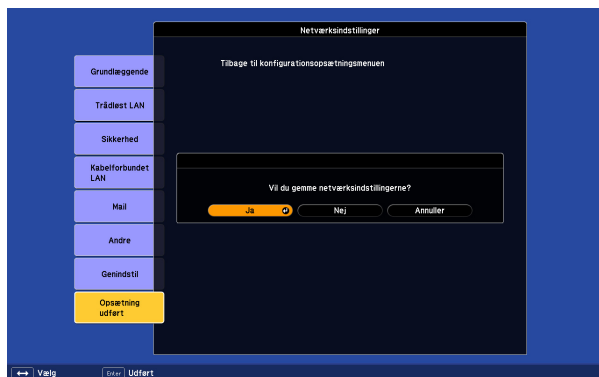 Netværksindstillinger
Tilbage til konfigurationsopsætningsmenuen
Grundlæggende
Trådløst LAN
Sikkerhed
Kabelforbundet
LAN
Mail
Andre
Genindstil
Opsætning
udført
Vil du gemme netværksindstillingerne?
Ja Nej Annuller
Vælg Enter Udført